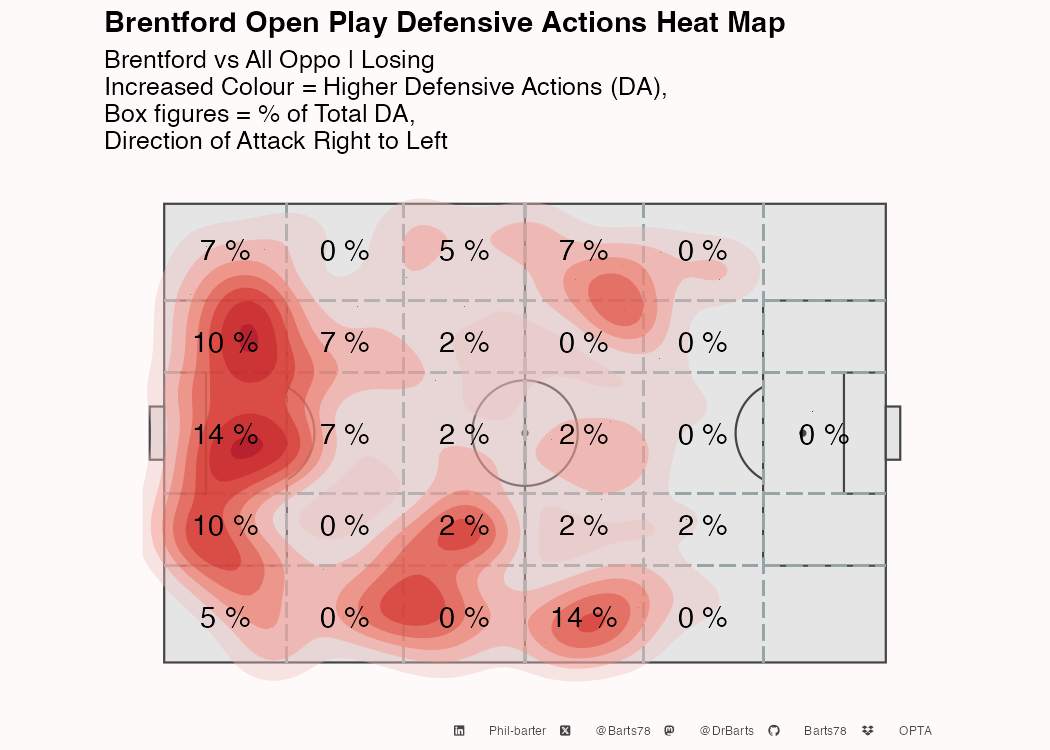 Brentford Open Play Defensive Actions Heat Map
Brentford vs All Oppo | Losing
Increased Colour = Higher Defensive Actions (DA),
Box figures = % of Total DA,
Direction of Attack Right to Left
7 % 0 % 5 % 7 % 0 %
10 % 7 % 2 % 0 % 0 %
14 % 7 % 2 % 2 % 0 % 0 %
10 % 0 % 2 % 2 % 2 %
5 % 0 % 0 % 14 % 0 %
Phil-barter @Barts78 @DrBarts Barts78 OPTA